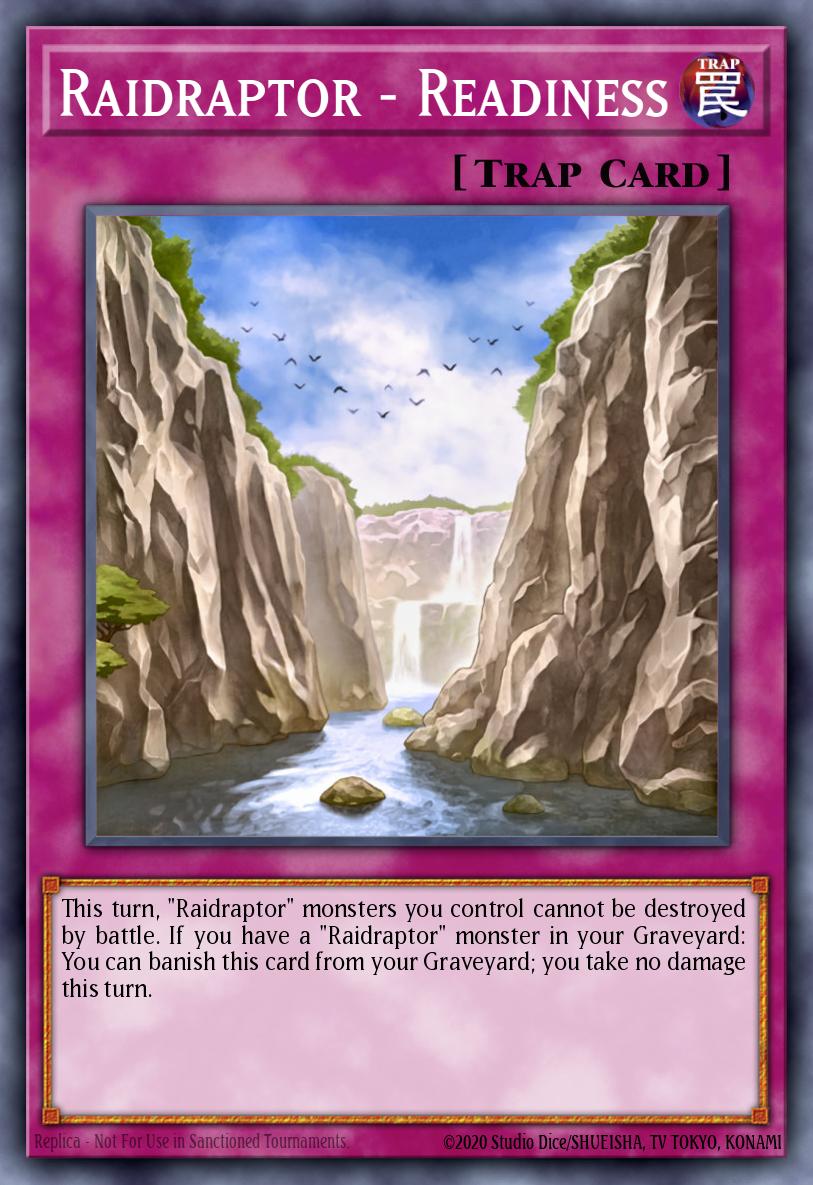 Raidraptor - Readiness
TRAP
罠
[Trap Card]
This turn, "Raidraptor" monsters you control cannot be destroyed
by battle. If you have a "Raidraptor" monster in your Graveyard:
You can banish this card from your Graveyard; you take no damage
this turn.
Replica - Not For Use in Sanctioned Tournaments.
©2020 Studio Dice/SHUEISHA, TV TOKYO, KONAMI